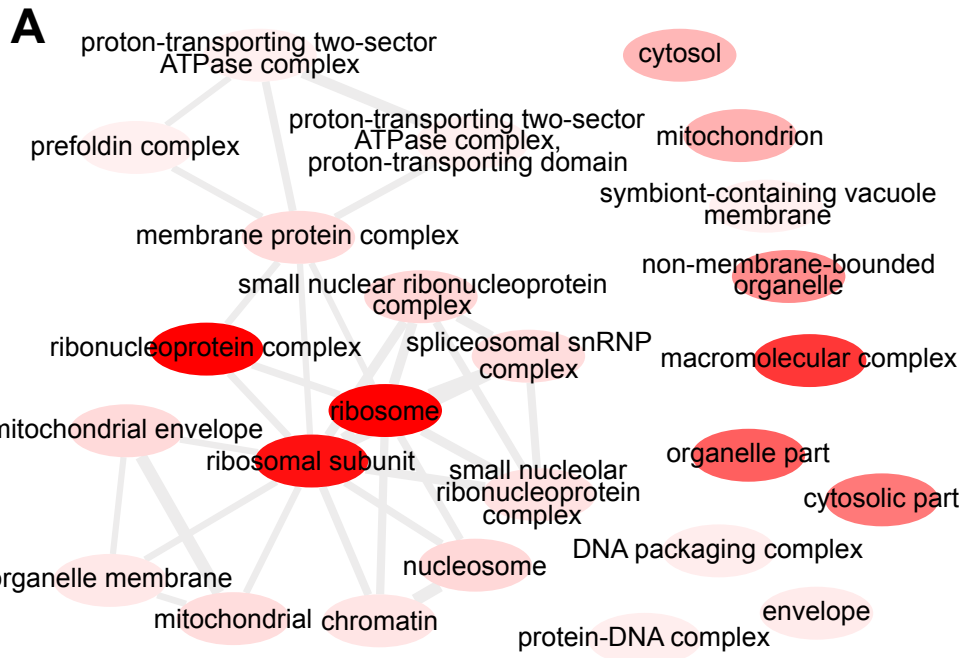 A
proton-transporting two-sector
ATPase complex
cytosol
proton-transporting two-sector
ATPase complex,
proton-transporting domain
mitochondrion
prefoldin complex
symbiont-containing vacuole
membrane
membrane protein complex
non-membrane-bounded
organelle
small nuclear ribonucleoprotein
complex
ribonucleoprotein complex
spliceosomal snRNP
complex
macromolecular complex
ribosome
mitochondrial envelope
ribosomal subunit
organelle part
small nucleolar
ribonucleoprotein
complex
cytosolic part
DNA packaging complex
nucleosome
organelle membrane
mitochondrial
chromatin
envelope
protein-DNA complex